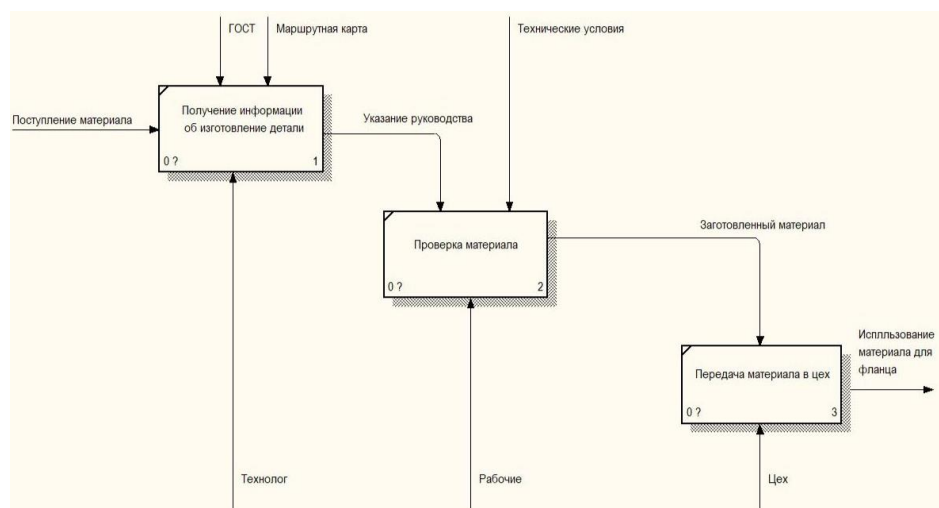 ГОСТ
Маршрутная карта
Технические условия
Поступление материала
Получение информации
об изготовление детали
0 ?
1
Указание руководства
Проверка материала
0 ?
2
Заготовленный материал
Передача материала в цех
0 ?
3
Исплльзование
материала для
фланца
Технолог
Рабочие
Цех